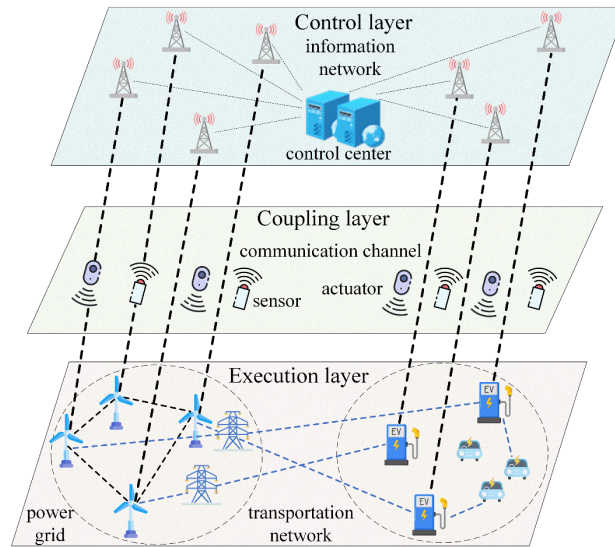 Control layer
information
network
control center
Coupling layer
communication channel
sensor
actuator
Execution layer
EV
EV
EV
power
grid
transportation
network